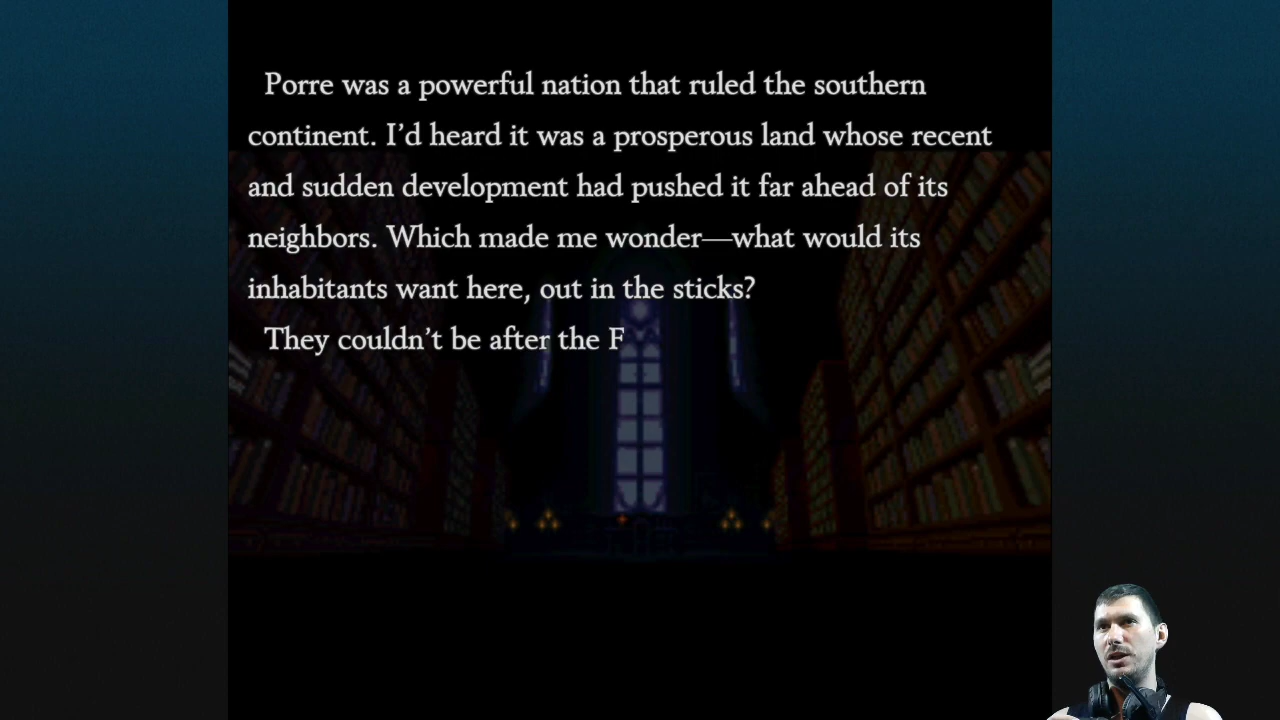 Porre was a powerful nation that ruled the southern
continent. I’d heard it was a prosperous land whose recent
and sudden development had pushed it far ahead of its
neighbors. Which made me wonder—what would its
inhabitants want here, out in the sticks?
They couldn’t be after the F